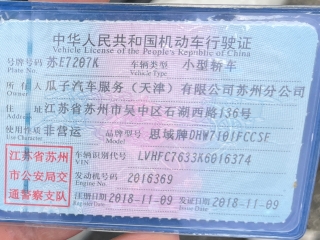 中华人民共和国机动车行驶证
Vehicle License of the People's Republic of China
号牌号码 苏E7207K 车辆类型 小型轿车
Plate No. Vehicle Type
所有人 瓜子汽车服务（天津）有限公司苏州分公司
Owner
住址 江苏省苏州市吴中区石湖西路136号
Address
使用性质 非营运 品牌型号 思域牌DHW7101FCCSF
Use Character Model
江苏省苏州市公安局交通警察支队
车辆识别代号 LVHFC7633K6016374
VIN
发动机号码 2016369
Engine No.
注册日期 2018-11-09 发证日期 2018-11-09
Register Date Issue Date